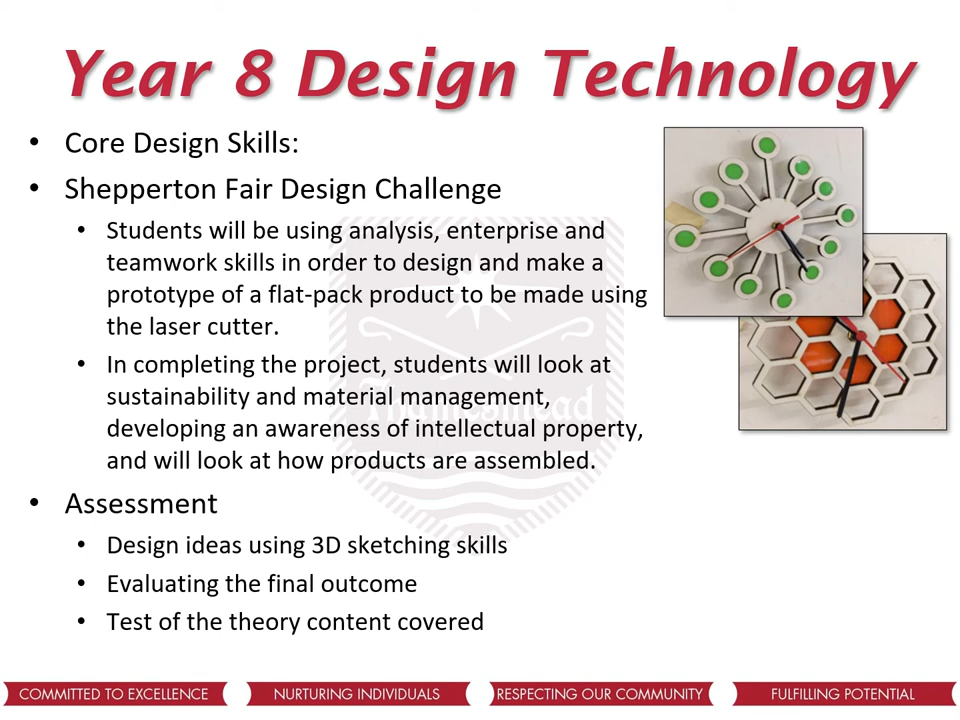 Year 8 Design Technology
• Core Design Skills:
• Shepperton Fair Design Challenge
• Students will be using analysis, enterprise and
teamwork skills in order to design and make a
prototype of a flat-pack product to be made using
the laser cutter.
• In completing the project, students will look at
sustainability and material management,
developing an awareness of intellectual property,
and will look at how products are assembled.
Thamesmead
• Assessment
• Design ideas using 3D sketching skills
• Evaluating the final outcome
• Test of the theory content covered
COMMITTED TO EXCELLENCE
NURTURING INDIVIDUALS
RESPECTING OUR COMMUNITY
FULFILLING POTENTIAL